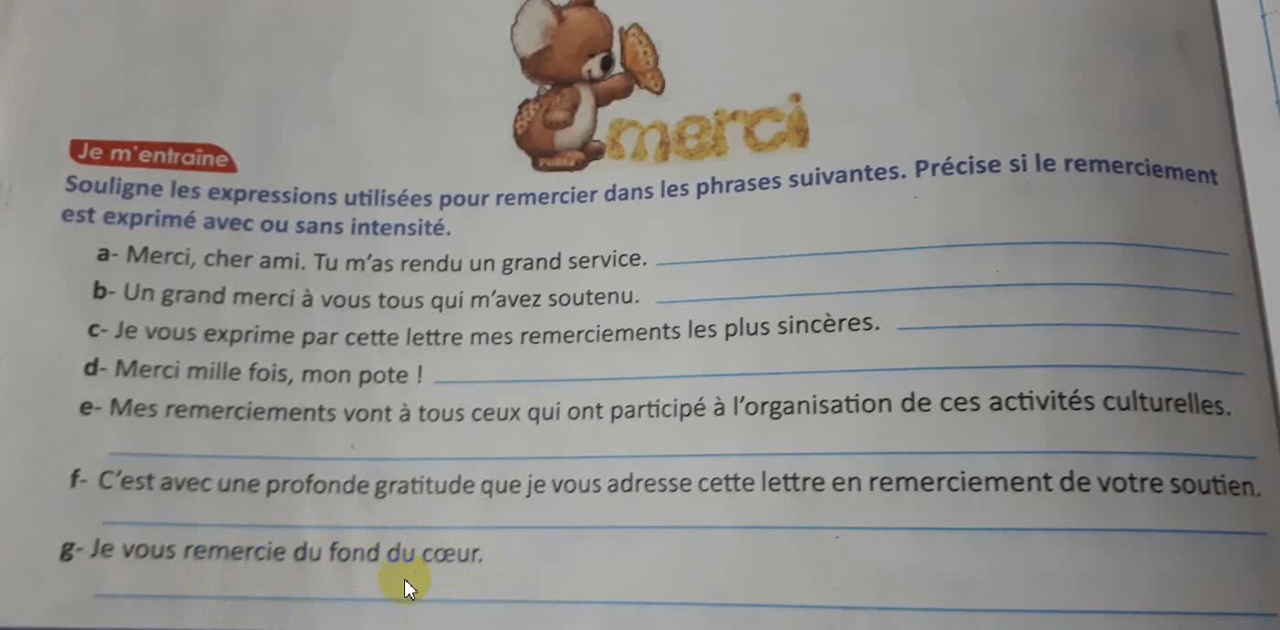 merci
Je m'entraîne
Souligne les expressions utilisées pour remercier dans les phrases suivantes. Précise si le remerciement
est exprimé avec ou sans intensité.
a- Merci, cher ami. Tu m'as rendu un grand service.
b- Un grand merci à vous tous qui m'avez soutenu.
c- Je vous exprime par cette lettre mes remerciements les plus sincères.
d- Merci mille fois, mon pote !
e- Mes remerciements vont à tous ceux qui ont participé à l'organisation de ces activités culturelles.
f- C'est avec une profonde gratitude que je vous adresse cette lettre en remerciement de votre soutien.
g- Je vous remercie du fond du cœur.